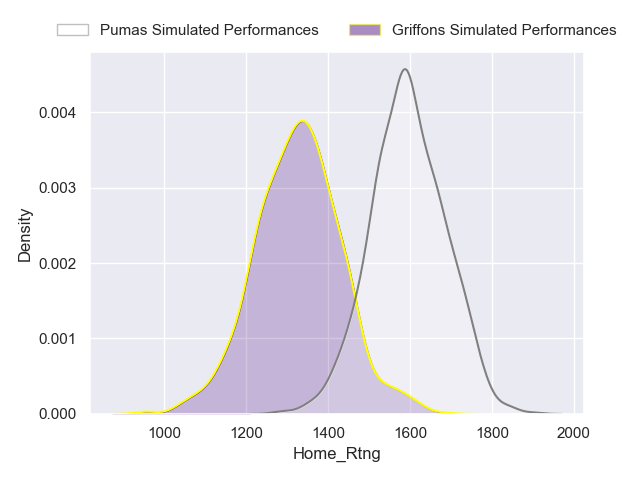 Pumas Simulated Performances
Griffons Simulated Performances
0.004
0.003
0.002
0.001
0.000
Density
1000 1200 1400 1600 1800 2000
Home_Rtng